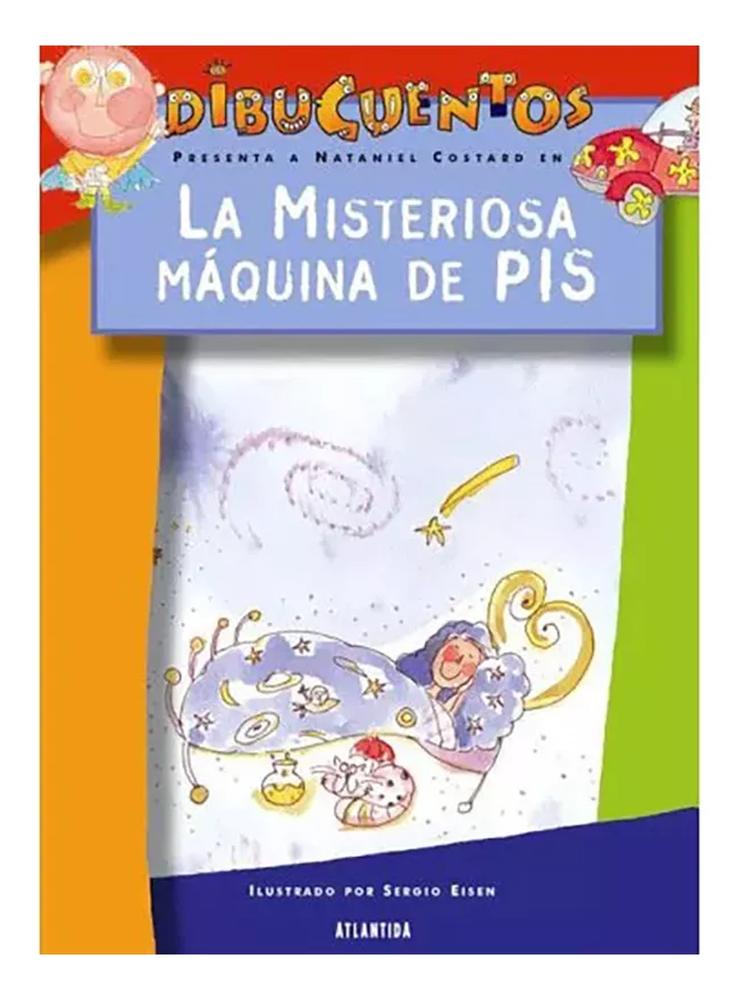 DIBUCUENTOS
PRESENTA A NATANIEL COSTARD EN
LA MISTERIOSA
MÁQUINA DE PIS
ILUSTRADO POR SERGIO EISEN
ATLANTIDA